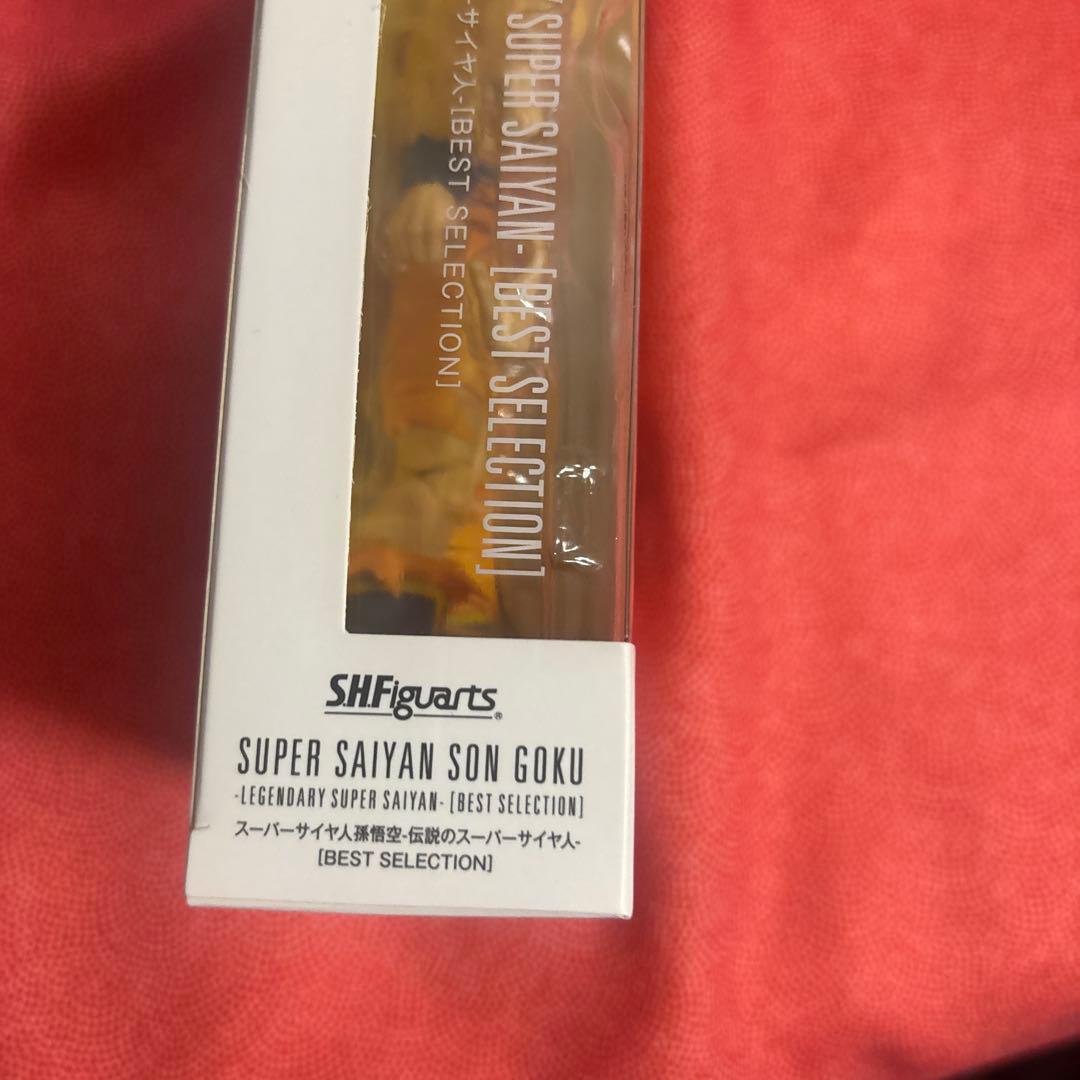 SUPER SAIYAN- [BEST SELECTION]
ーサイヤ人-[BEST SELECTION]
S.H.Figuarts®
SUPER SAIYAN SON GOKU
-LEGENDARY SUPER SAIYAN- [BEST SELECTION]
スーパーサイヤ人孫悟空-伝説のスーパーサイヤ人-
[BEST SELECTION]